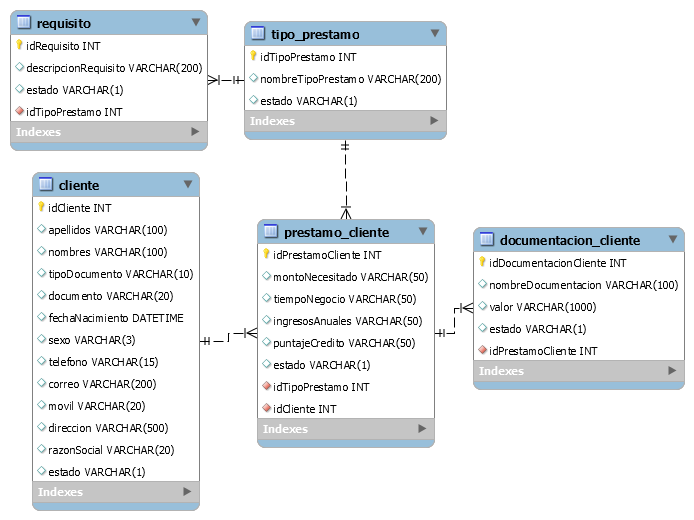 requisito
idRequisito INT
descripcionRequisito VARCHAR(200)
estado VARCHAR(1)
idTipoPrestamo INT
Indexes
tipo_prestamo
idTipoPrestamo INT
nombreTipoPrestamo VARCHAR(200)
estado VARCHAR(1)
Indexes
cliente
idCliente INT
apellidos VARCHAR(100)
nombres VARCHAR(100)
tipoDocumento VARCHAR(10)
documento VARCHAR(20)
fechaNacimiento DATETIME
sexo VARCHAR(3)
telefono VARCHAR(15)
correo VARCHAR(200)
movil VARCHAR(20)
direccion VARCHAR(500)
razonSocial VARCHAR(20)
estado VARCHAR(1)
Indexes
prestamo_cliente
idPrestamoCliente INT
montoNecesitado VARCHAR(50)
tiempoNegocio VARCHAR(50)
ingresosAnuales VARCHAR(50)
puntajeCredito VARCHAR(50)
estado VARCHAR(1)
idTipoPrestamo INT
idCliente INT
Indexes
documentacion_cliente
idDocumentacionCliente INT
nombreDocumentacion VARCHAR(100)
valor VARCHAR(1000)
estado VARCHAR(1)
idPrestamoCliente INT
Indexes